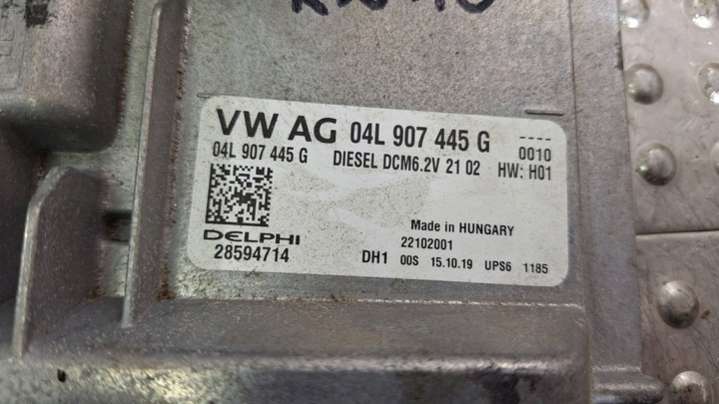 VW AG 04L 907 445 G ----
04L 907 445 G DIESEL DCM6.2V 21 02 0010
HW: H01
Made in HUNGARY
DELPHI 22102001
28594714 DH1 00S 15.10.19 UPS6 1185